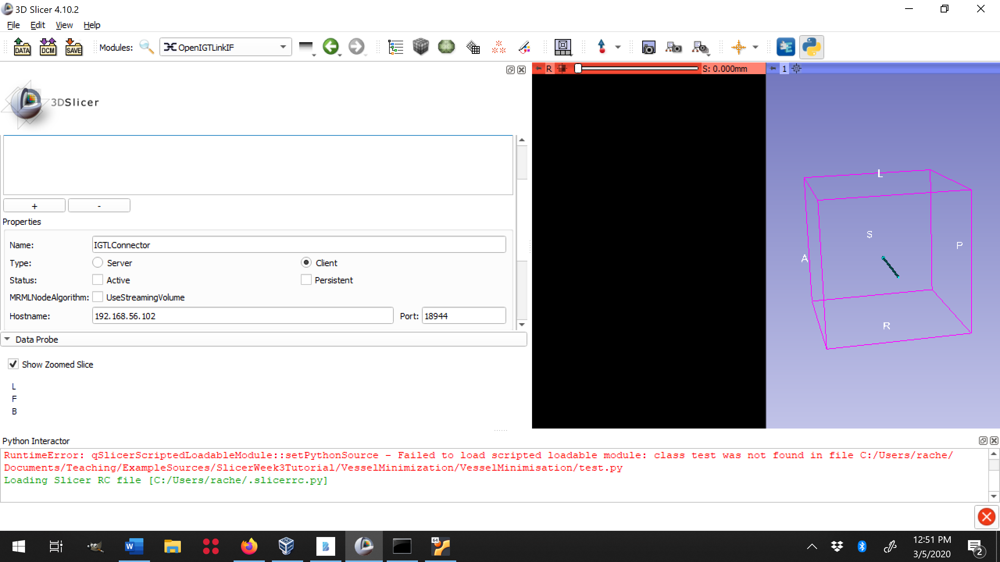 3D Slicer 4.10.2
File Edit View Help
DATA DCM SAVE Modules: OpenIGTLinkIF
R S: 0.000mm 1
3DSlicer
+ -
Properties
Name: IGTLConnector
Type: Server Client
Status: Active Persistent
MRMLNodeAlgorithm: UseStreamingVolume
Hostname: 192.168.56.102 Port: 18944
Data Probe
Show Zoomed Slice
L
F
B
L
S
P
A
R
Python Interactor
RuntimeError: qSlicerScriptedLoadableModule::setPythonSource - Failed to load scripted loadable module: class test was not found in file C:/Users/rache/
Documents/Teaching/ExampleSources/SlicerWeek3Tutorial/VesselMinimization/VesselMinimisation/test.py
Loading Slicer RC file [C:/Users/rache/.slicerrc.py]
W B 64 12:51 PM
3/5/2020 2